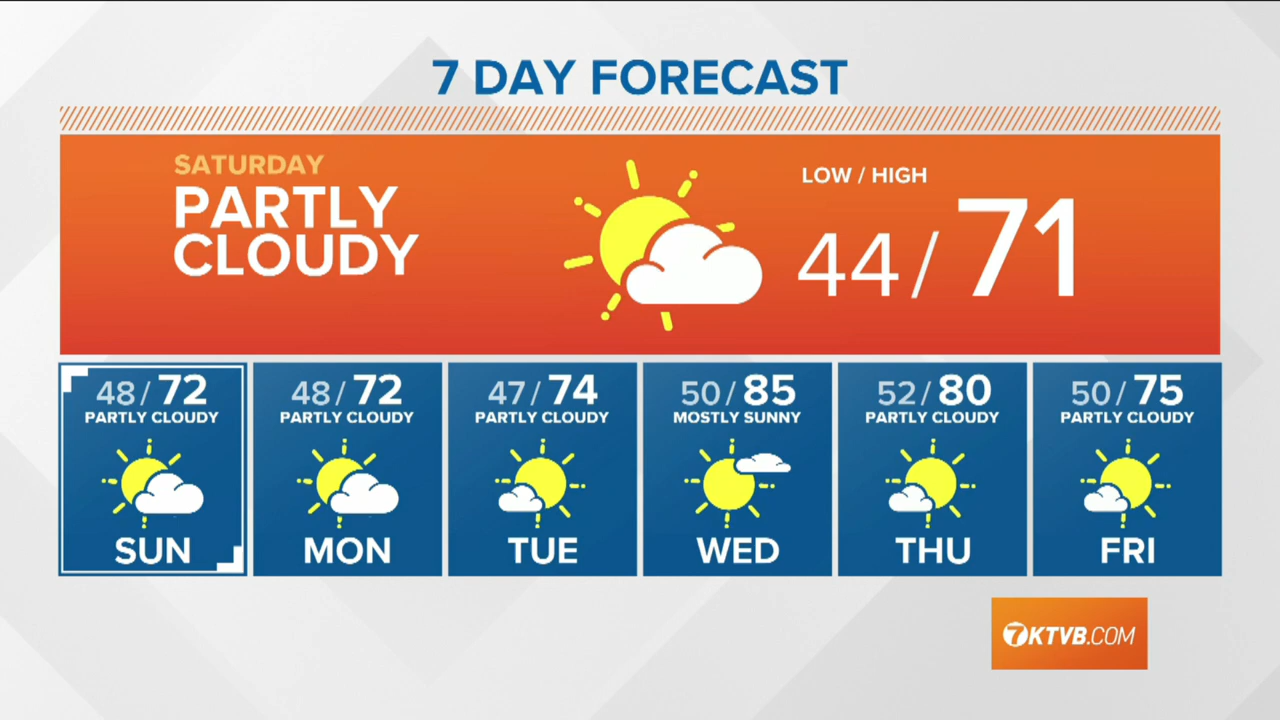 7 DAY FORECAST
SATURDAY
PARTLY
CLOUDY
LOW / HIGH
44 / 71
48 / 72
PARTLY CLOUDY
SUN
48 / 72
PARTLY CLOUDY
MON
47 / 74
PARTLY CLOUDY
TUE
50 / 85
MOSTLY SUNNY
WED
52 / 80
PARTLY CLOUDY
THU
50 / 75
PARTLY CLOUDY
FRI
7KTVB.COM